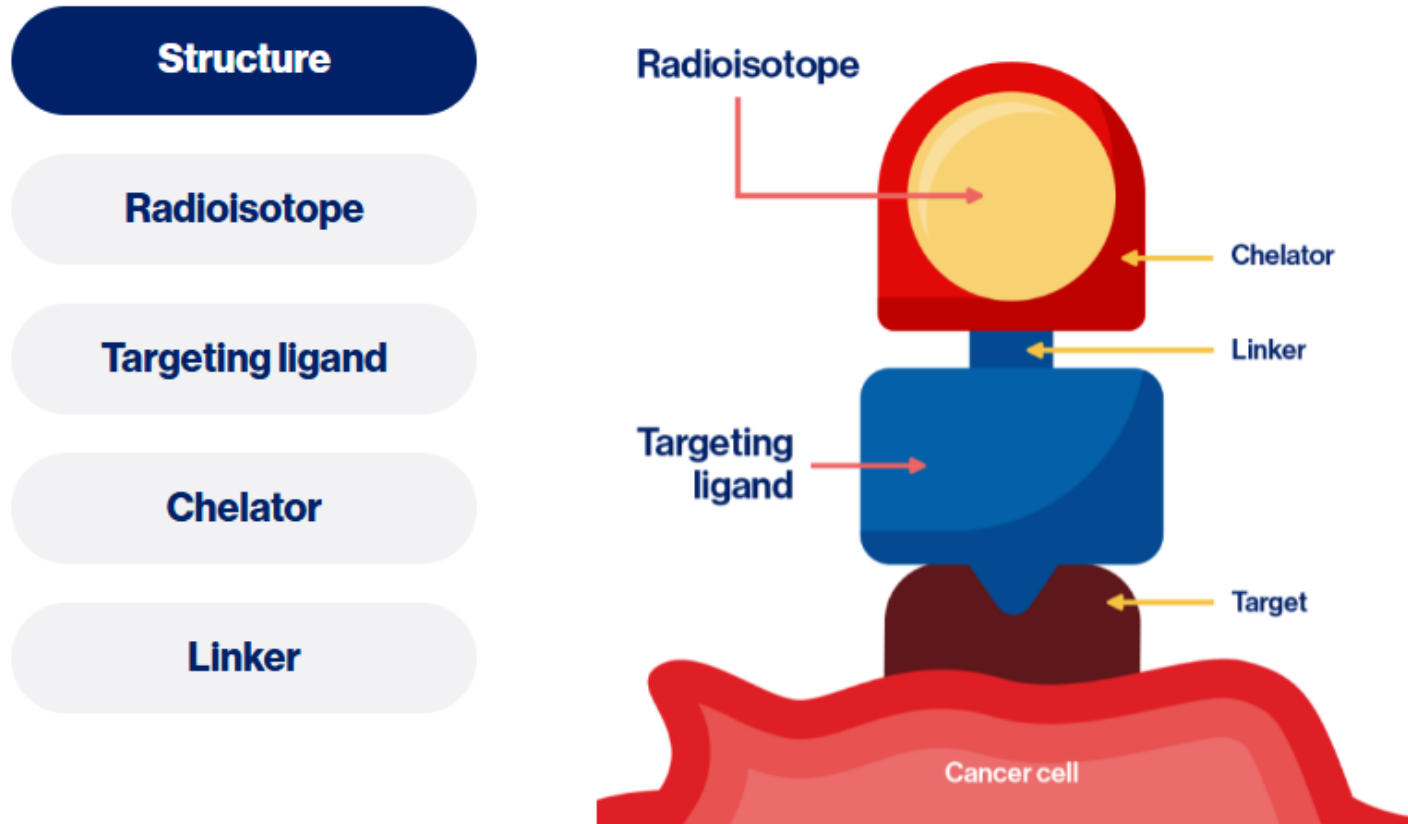 Structure
Radioisotope
Targeting ligand
Chelator
Linker
Radioisotope
Chelator
Linker
Targeting
ligand
Target
Cancer cell